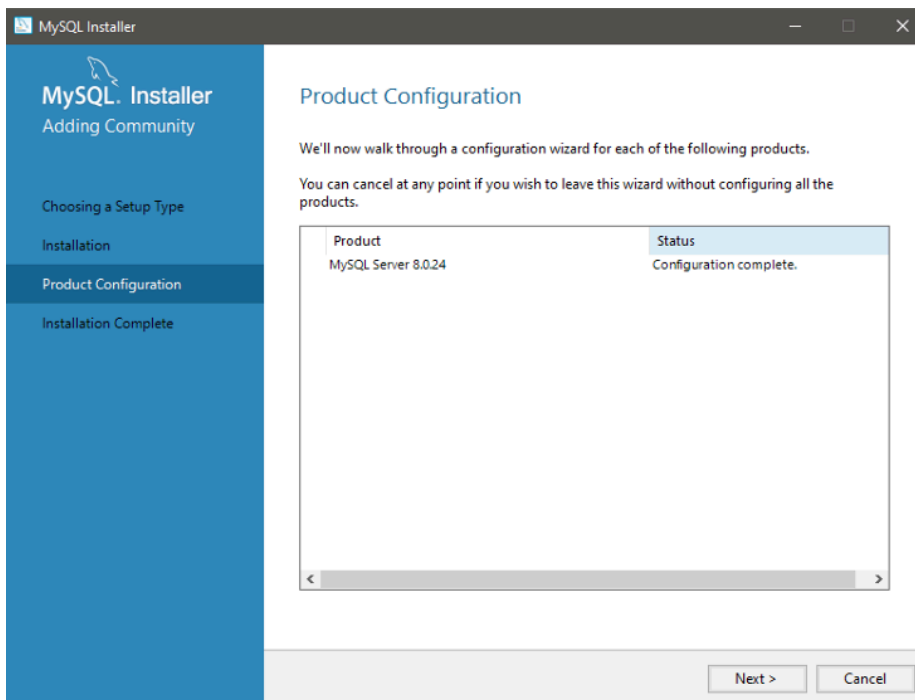 MySQL Installer
MySQL. Installer
Adding Community
Choosing a Setup Type
Installation
Product Configuration
Installation Complete
Product Configuration
We'll now walk through a configuration wizard for each of the following products.
You can cancel at any point if you wish to leave this wizard without configuring all the
products.
Product Status
MySQL Server 8.0.24 Configuration complete.
Next > Cancel